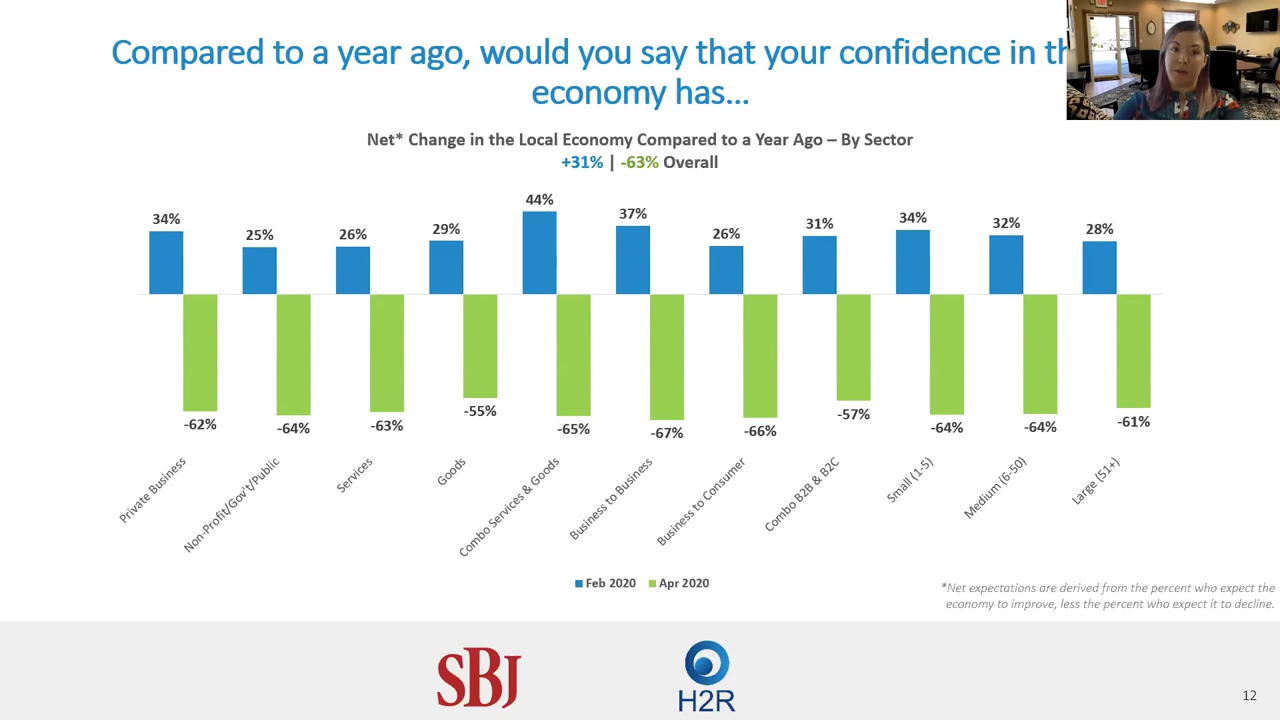 Compared to a year ago, would you say that your confidence in
economy has...
Net* Change in the Local Economy Compared to a Year Ago – By Sector
+31% | -63% Overall
34% 25% 26% 29% 44% 37% 26% 31% 34% 32% 28%
-62% -64% -63% -55% -65% -67% -66% -57% -64% -64% -61%
Private Business
Non-Profit/Gov't/Public
Services
Goods
Combo Services & Goods
Business to Business
Business to Consumer
Combo B2B & B2C
Small (1-5)
Medium (6-50)
Large (51+)
Feb 2020 Apr 2020
*Net expectations are derived from the percent who expect the
economy to improve, less the percent who expect it to decline.
SBJ
H2R
12